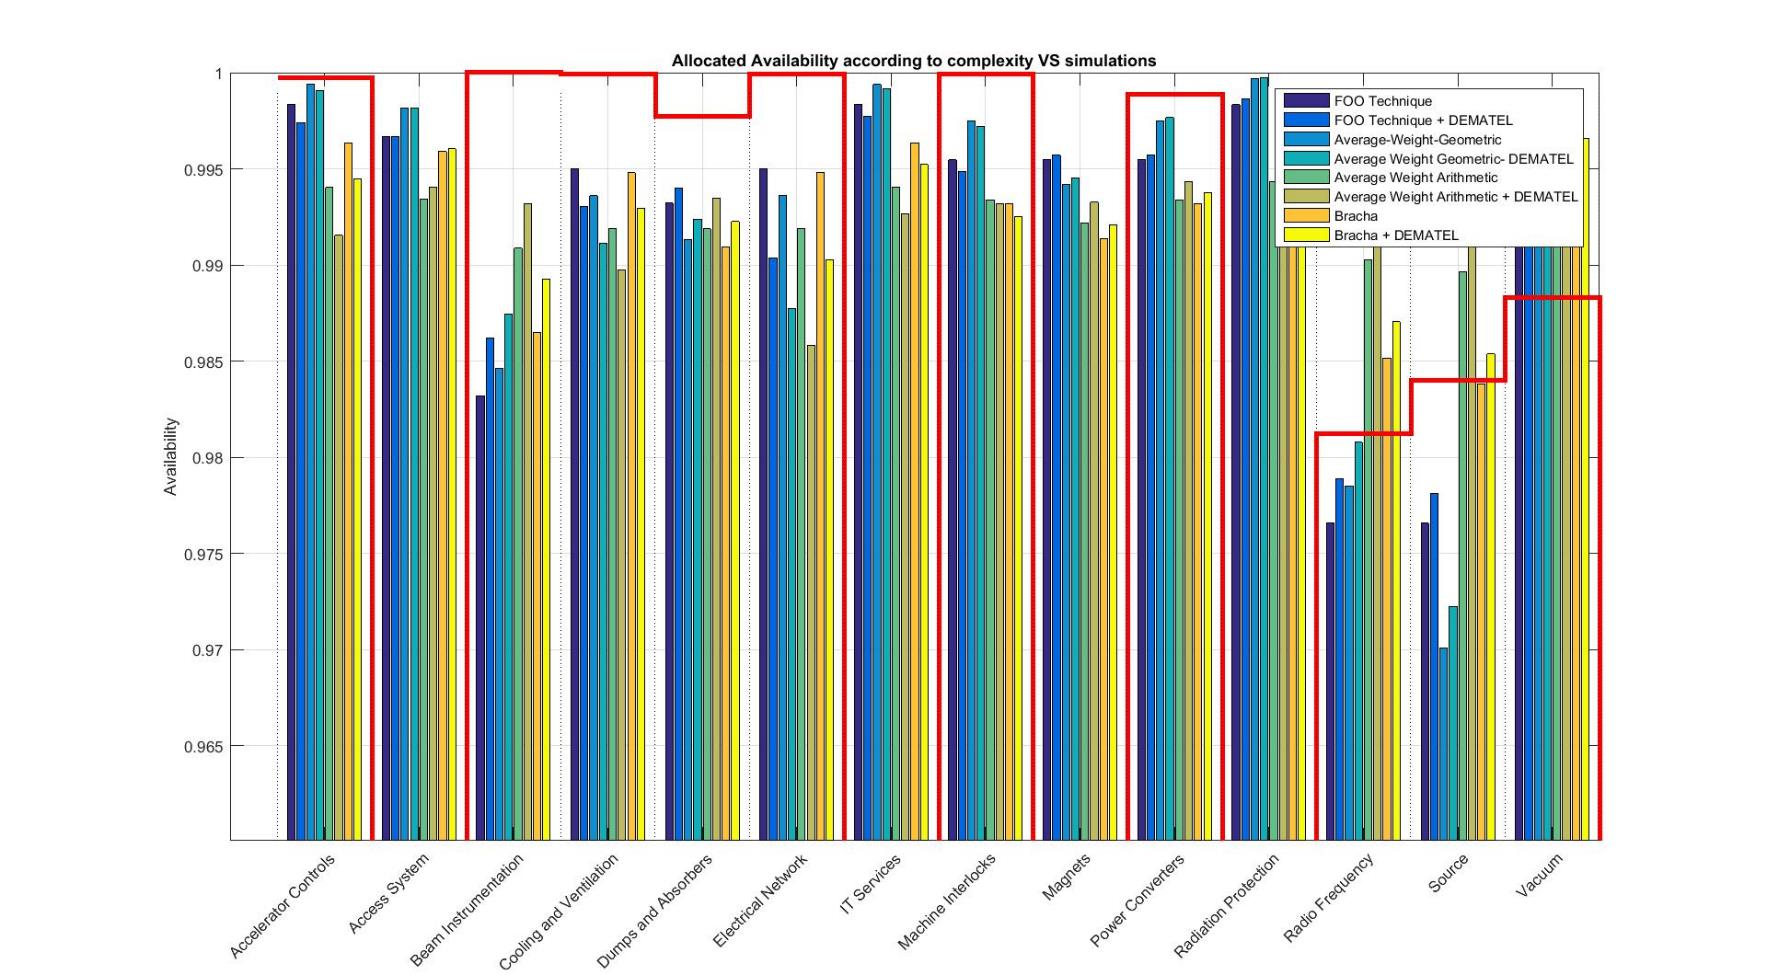 Allocated Availability according to complexity VS simulations
1
0.995
0.99
0.985
0.98
0.975
0.97
0.965
Availability
FOO Technique
FOO Technique + DEMATEL
Average-Weight-Geometric
Average Weight Geometric- DEMATEL
Average Weight Arithmetic
Average Weight Arithmetic + DEMATEL
Bracha
Bracha + DEMATEL
Accelerator Controls
Access System
Beam Instrumentation
Cooling and Ventilation
Dumps and Absorbers
Electrical Network
IT Services
Machine Interlocks
Magnets
Power Converters
Radiation Protection
Radio Frequency
Source
Vacuum